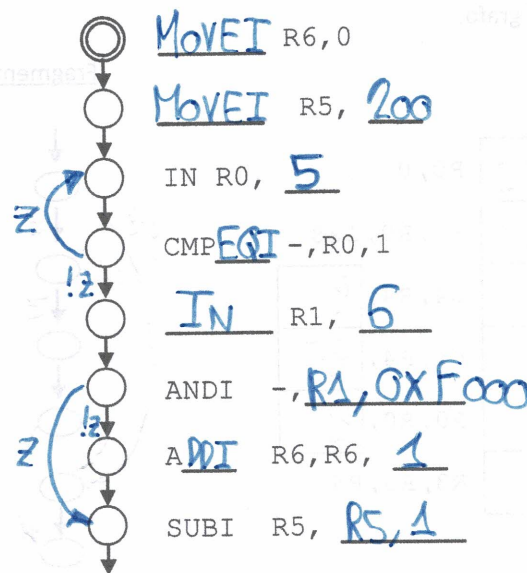 MOVEI R6,0
MOVEI R5, 200
IN R0, 5
Z
CMPEQI -,R0,1
!Z
IN R1, 6
ANDI -,R1, 0XF000
!Z
Z
ADDI R6,R6, 1
SUBI R5, R5, 1